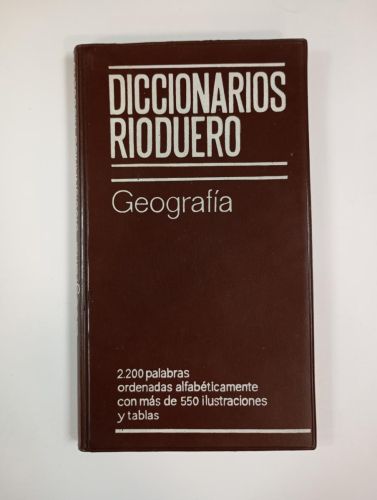 DICCIONARIOS
RIODUERO
Geografía
2.200 palabras
ordenadas alfabéticamente
con más de 550 ilustraciones
y tablas